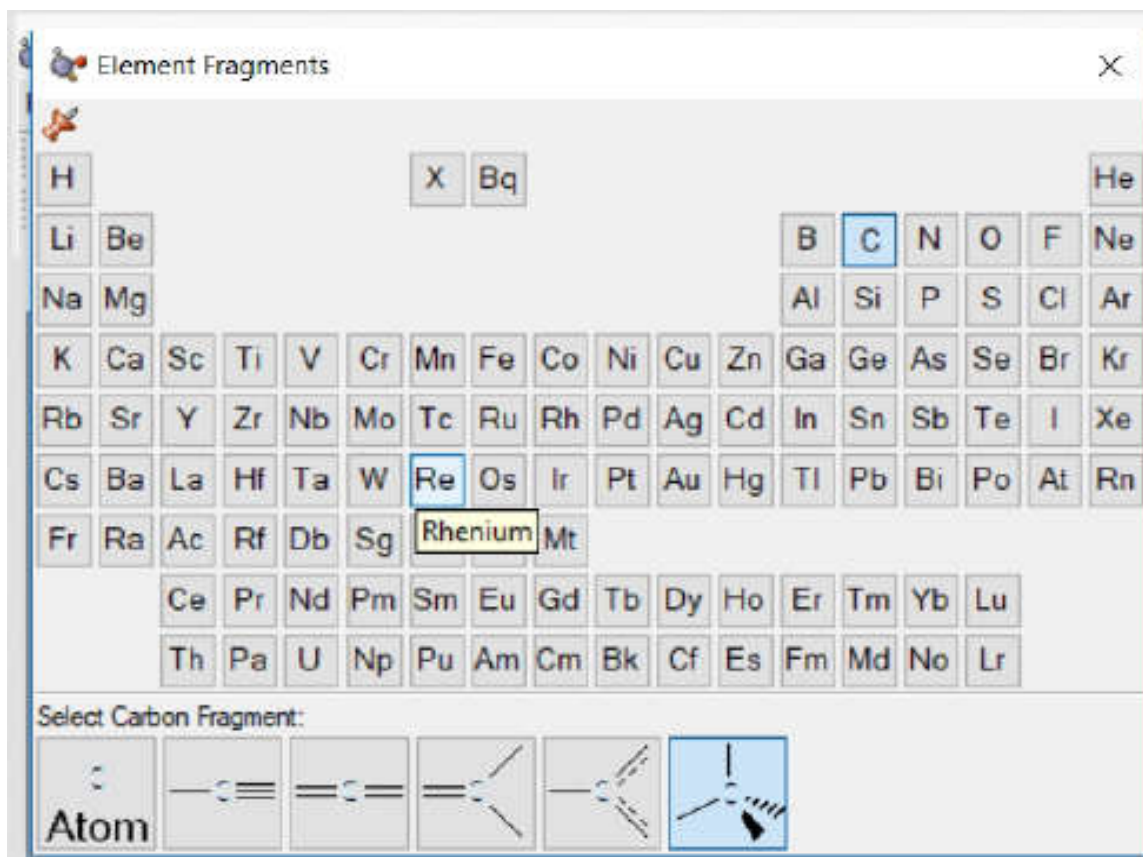 Element Fragments
H X Bq He
Li Be B C N O F Ne
Na Mg Al Si P S Cl Ar
K Ca Sc Ti V Cr Mn Fe Co Ni Cu Zn Ga Ge As Se Br Kr
Rb Sr Y Zr Nb Mo Tc Ru Rh Pd Ag Cd In Sn Sb Te I Xe
Cs Ba La Hf Ta W Re Os Ir Pt Au Hg Tl Pb Bi Po At Rn
Fr Ra Ac Rf Db Sg Rhenium Mt
Ce Pr Nd Pm Sm Eu Gd Tb Dy Ho Er Tm Yb Lu
Th Pa U Np Pu Am Cm Bk Cf Es Fm Md No Lr
Select Carbon Fragment:
C C C C C C
Atom